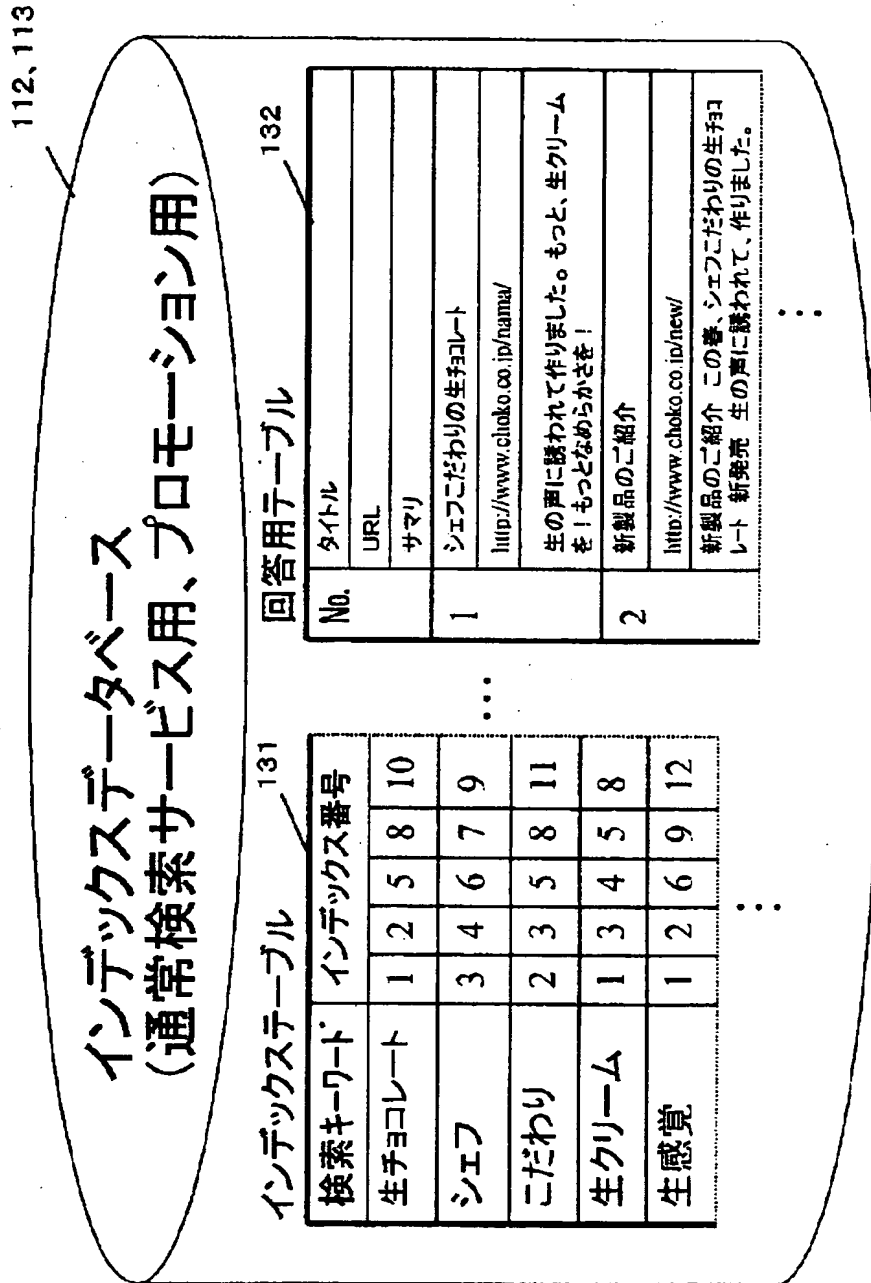 112、113
インデックスデータベース
(通常検索サービス用、プロモーション用)
インデックステーブル
131
検索キーワード インデックス番号
生チョコレート 1 2 5 8 10
シェフ 3 4 6 7 9
こだわり 2 3 5 8 11
生クリーム 1 3 4 5 8
生感覚 1 2 6 9 12
⋮
…
回答用テーブル
132
No. タイトル
URL
サマリ
1 シェフこだわりの生チョコレート
http://www.choko.co.jp/nama/
生の声に誘われて作りました。もっと、生クリーム
を!もっとなめらかさを!
2 新製品のご紹介
http://www.choko.co.jp/new/
新製品のご紹介 この春、シェフこだわりの生チョコ
レート 新発売 生の声に誘われて、作りました。
⋮